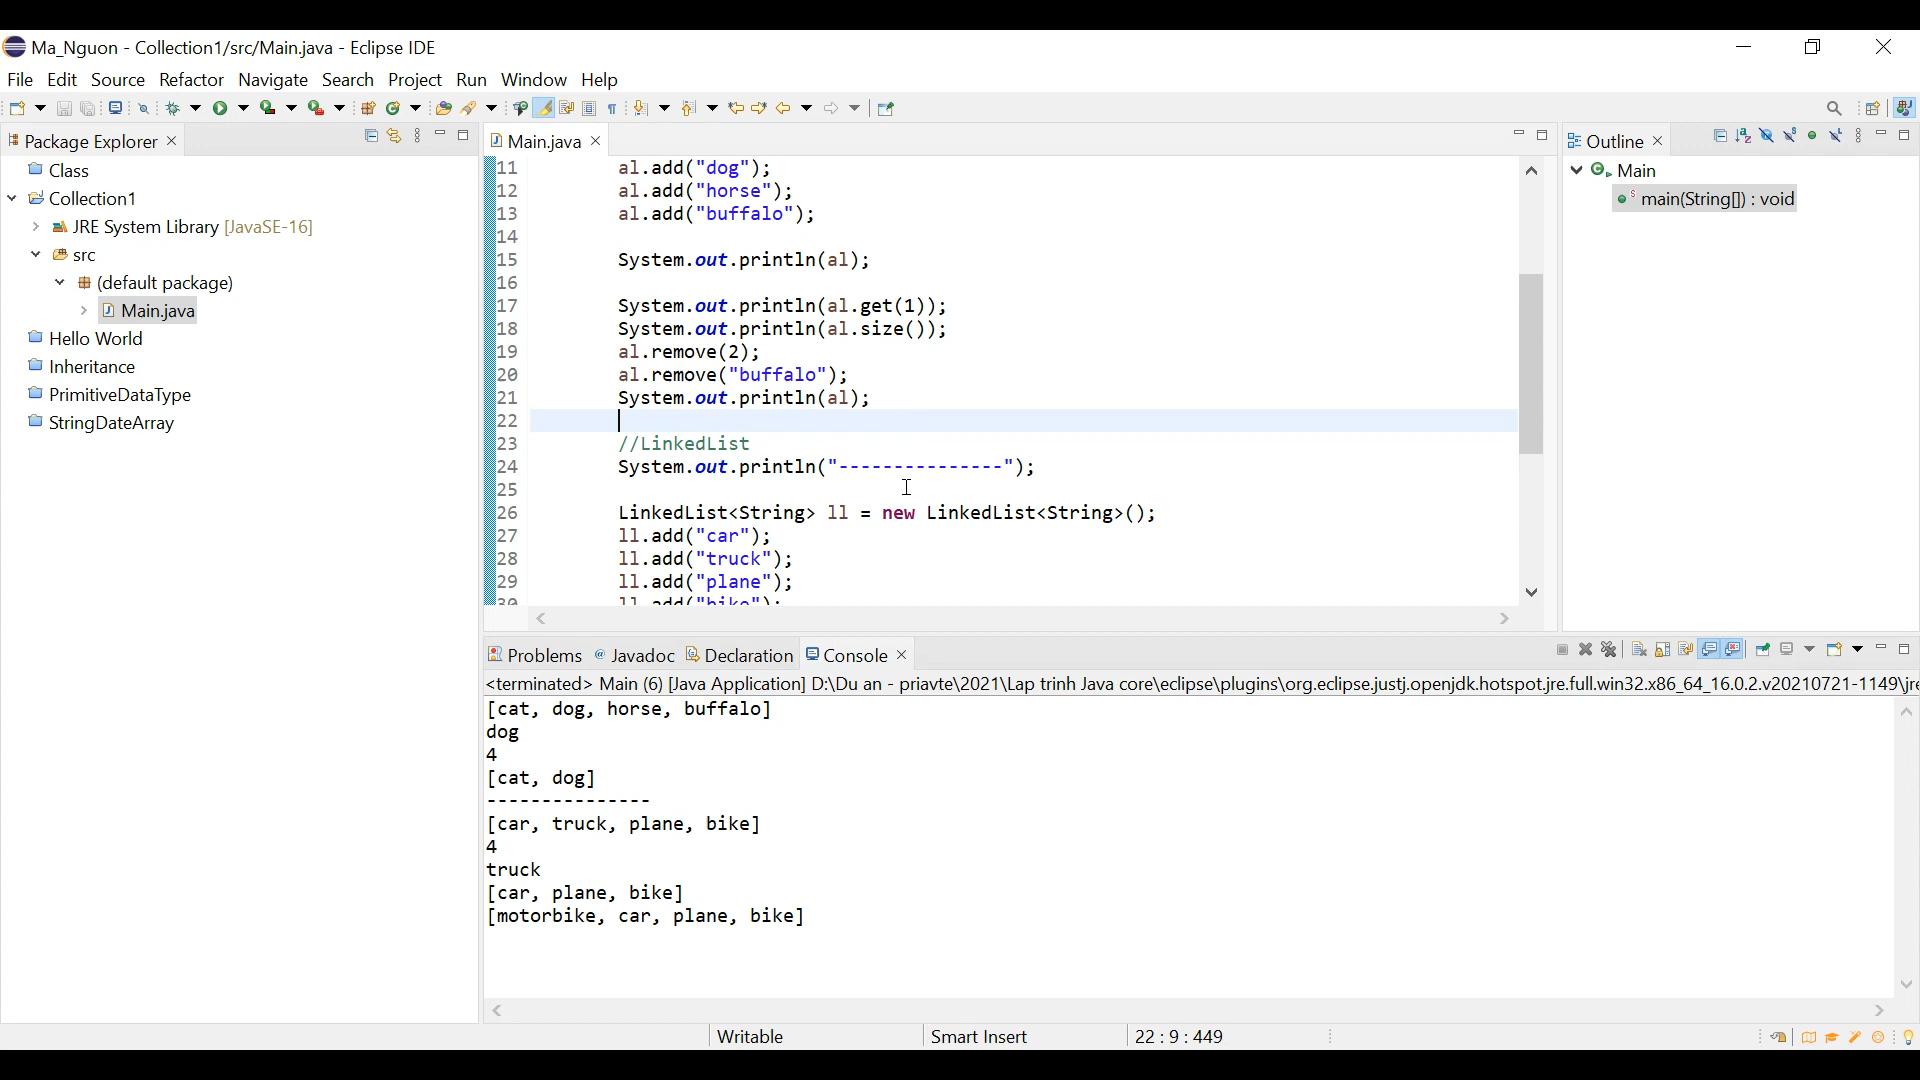 Ma_Nguon - Collection1/src/Main.java - Eclipse IDE
File Edit Source Refactor Navigate Search Project Run Window Help
Package Explorer
Class
Collection1
JRE System Library [JavaSE-16]
src
(default package)
Main.java
Hello World
Inheritance
PrimitiveDataType
StringDateArray
Main.java
11 al.add("dog");
12 al.add("horse");
13 al.add("buffalo");
14
15 System.out.println(al);
16
17 System.out.println(al.get(1));
18 System.out.println(al.size());
19 al.remove(2);
20 al.remove("buffalo");
21 System.out.println(al);
22
23 //LinkedList
24 System.out.println("---------------");
25
26 LinkedList<String> ll = new LinkedList<String>();
27 ll.add("car");
28 ll.add("truck");
29 ll.add("plane");
30 ll.add("bike");
Outline
Main
main(String[]) : void
Problems @ Javadoc Declaration Console
<terminated> Main (6) [Java Application] D:\Du an - priavte\2021\Lap trinh Java core\eclipse\plugins\org.eclipse.justj.openjdk.hotspot.jre.full.win32.x86_64_16.0.2.v20210721-1149\jre
[cat, dog, horse, buffalo]
dog
4
[cat, dog]
---------------
[car, truck, plane, bike]
4
truck
[car, plane, bike]
[motorbike, car, plane, bike]
Writable Smart Insert 22 : 9 : 449